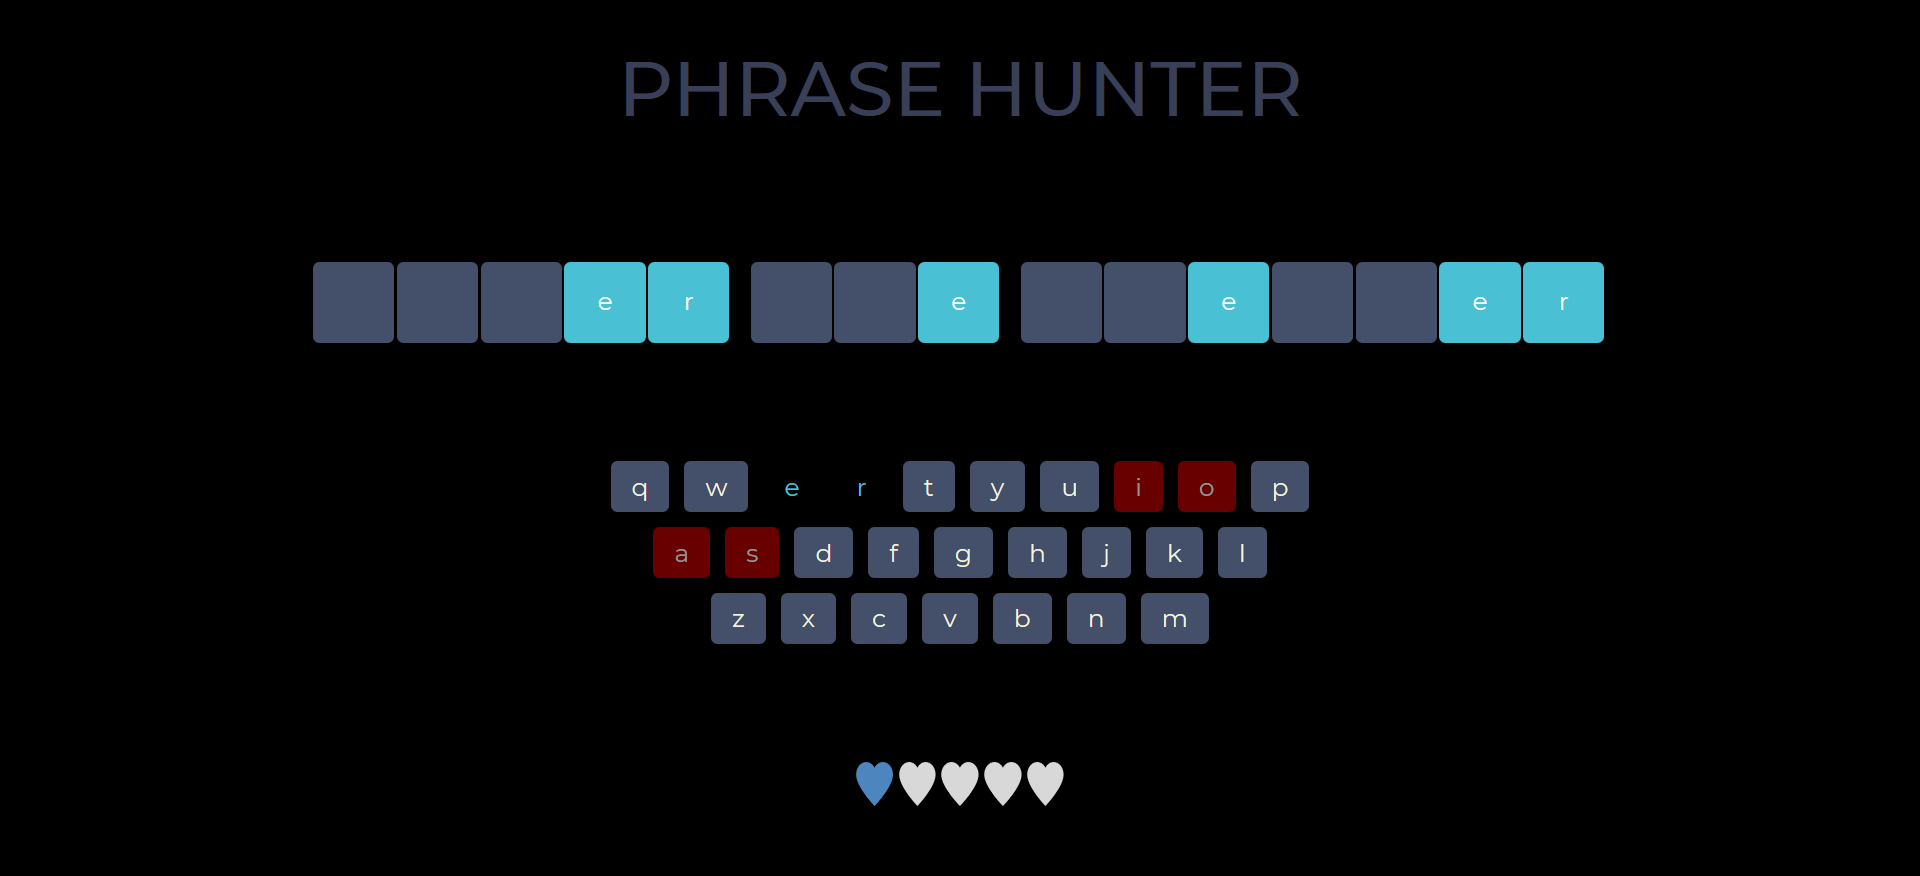 PHRASE HUNTER
e r e e e r
q w e r t y u i o p
a s d f g h j k l
z x c v b n m